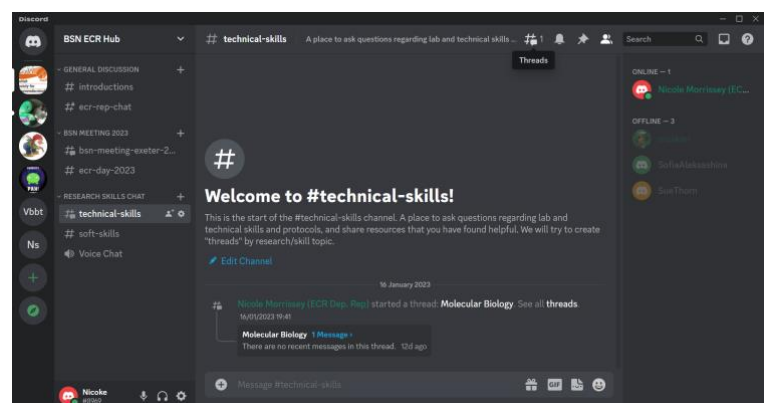 Discord
BSN ECR Hub
# technical-skills
A place to ask questions regarding lab and technical skills ...
1
Search
Threads
GENERAL DISCUSSION
introductions
ecr-rep-chat
BSN MEETING 2023
bsn-meeting-exeter-2...
ecr-day-2023
RESEARCH SKILLS CHAT
technical-skills
soft-skills
Voice Chat
Vbbt
Ns
Welcome to #technical-skills!
This is the start of the #technical-skills channel. A place to ask questions regarding lab and
technical skills and protocols, and share resources that you have found helpful. We will try to create
"threads" by research/skill topic.
Edit Channel
16 January 2023
Nicole Morrissey (ECR Dep. Rep) started a thread: Molecular Biology. See all threads.
16/01/2023 19:41
Molecular Biology 1 Message ›
There are no recent messages in this thread. 12d ago
Message #technical-skills
GIF
Nicoke
ONLINE — 1
Nicole Morrissey (EC...
OFFLINE — 3
SofiaAleksashina
SueThorn